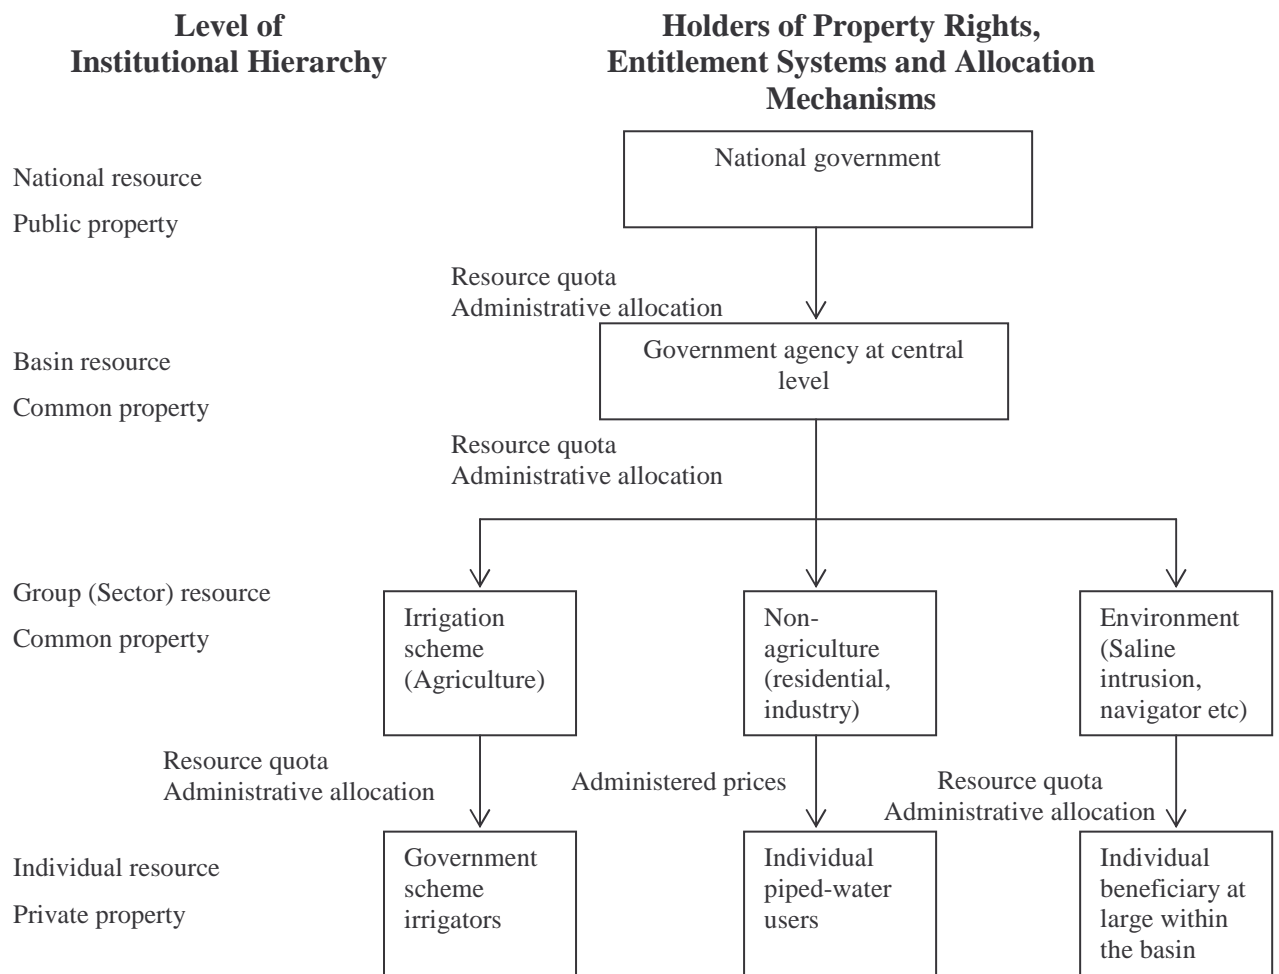 Level of
Institutional Hierarchy
Holders of Property Rights,
Entitlement Systems and Allocation
Mechanisms
National resource
Public property
National government
Resource quota
Administrative allocation
Basin resource
Common property
Government agency at central
level
Resource quota
Administrative allocation
Group (Sector) resource
Common property
Irrigation
scheme
(Agriculture)
Non-
agriculture
(residential,
industry)
Environment
(Saline
intrusion,
navigator etc)
Resource quota
Administrative allocation
Administered prices
Resource quota
Administrative allocation
Individual resource
Private property
Government
scheme
irrigators
Individual
piped-water
users
Individual
beneficiary at
large within
the basin